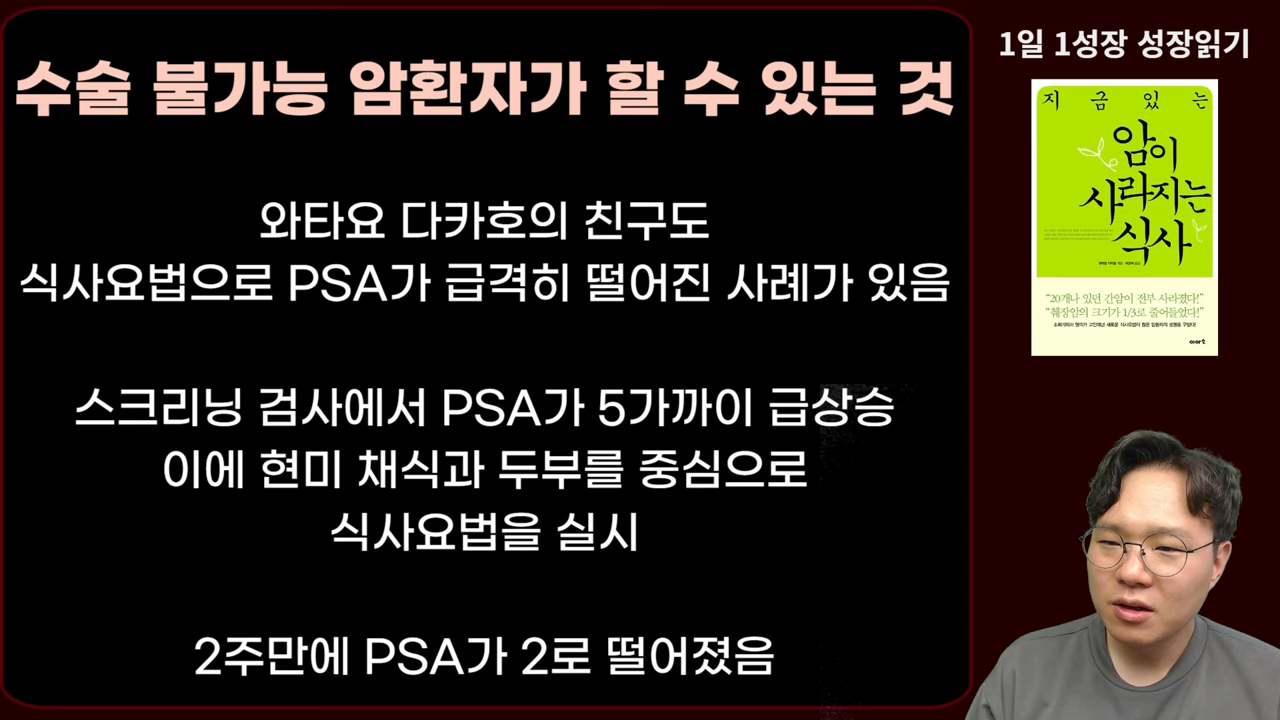 수술 불가능 암환자가 할 수 있는 것
와타요 다카호의 친구도
식사요법으로 PSA가 급격히 떨어진 사례가 있음
스크리닝 검사에서 PSA가 5가까이 급상승
이에 현미 채식과 두부를 중심으로
식사요법을 실시
2주만에 PSA가 2로 떨어졌음
1일 1성장 성장읽기
지금있는
암이
사라지는
식사
“20개나 있던 간암이 전부 사라졌다!”
“췌장암의 크기가 1/3로 줄어들었다!”